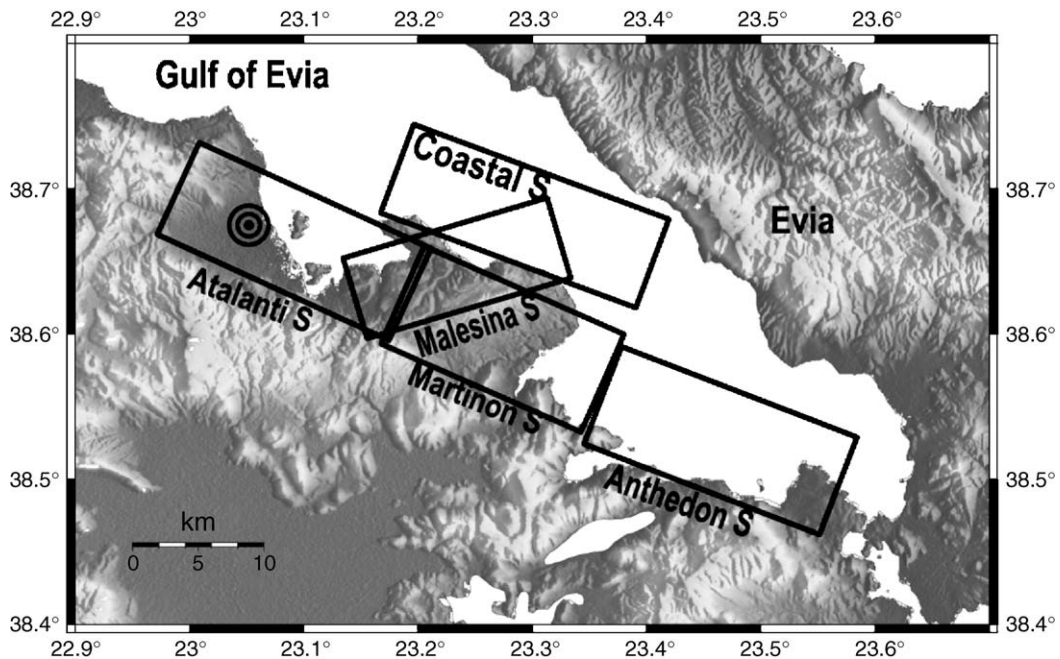 22.9° 23° 23.1° 23.2° 23.3° 23.4° 23.5° 23.6°
Gulf of Evia
Coastal S
38.7° 38.7°
Evia
Atalanti S
Malesina S
38.6° 38.6°
Martinon S
38.5° 38.5°
Anthedon S
km
0 5 10
38.4° 38.4°
22.9° 23° 23.1° 23.2° 23.3° 23.4° 23.5° 23.6°